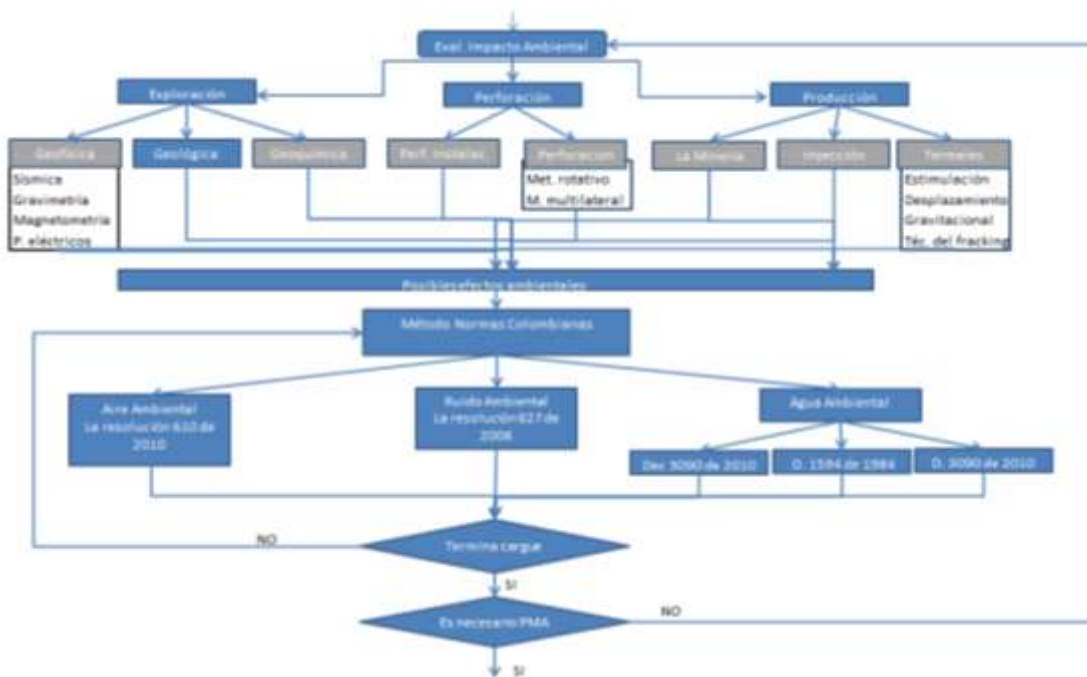 Eval. Impacto Ambiental
Exploración
Perforación
Producción
Geofísica
Geológica
Geoquímica
Perf. Instalac
Perforación
La Minería
Inyección
Termales
Sísmica
Gravimetría
Magnetometría
P. eléctricos
Met. rotativo
M. multilateral
Estimulación
Desplazamiento
Gravitacional
Téc. del fracking
Posibles efectos ambientales
Método Normas Colombianas
Aire Ambiental
La resolución 610 de
2010
Ruido Ambiental
La resolución 627 de
2006
Agua Ambiental
Dec 3090 de 2010
D. 1594 de 1984
D. 3090 de 2010
Termina cargue
NO
SI
Es necesario PMA
NO
SI